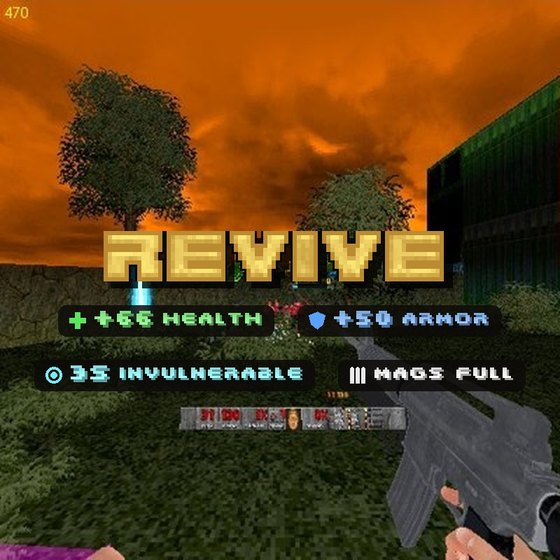 470
REVIVE
+66 HEALTH
+50 ARMOR
3S INVULNERABLE
MAGS FULL